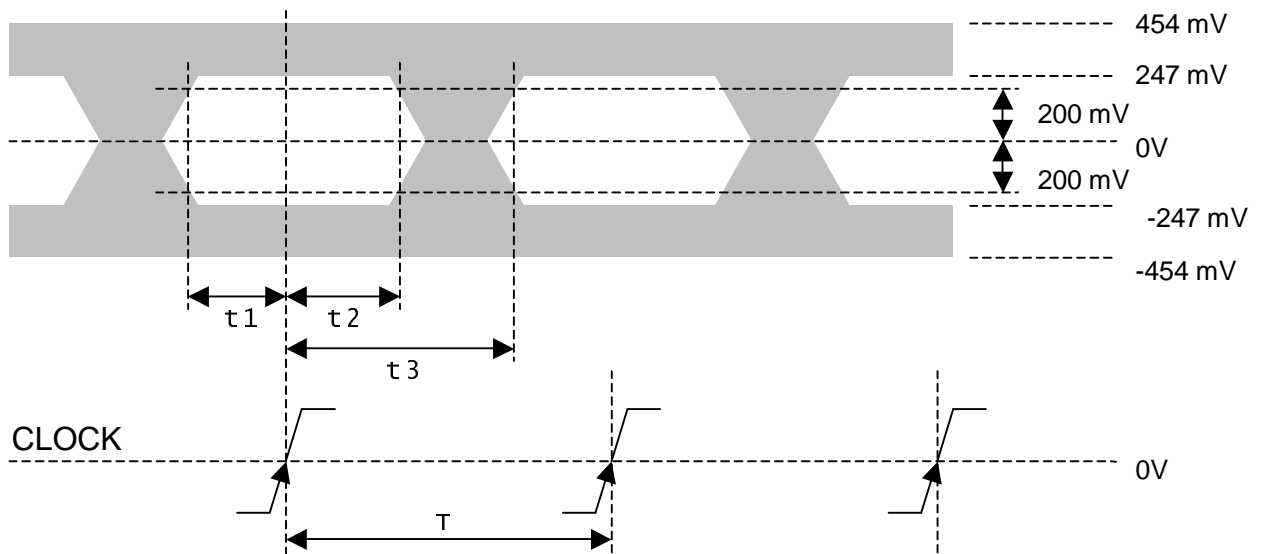 454 mV
247 mV
200 mV
0V
200 mV
-247 mV
-454 mV
t1
t2
t3
CLOCK
0V
T